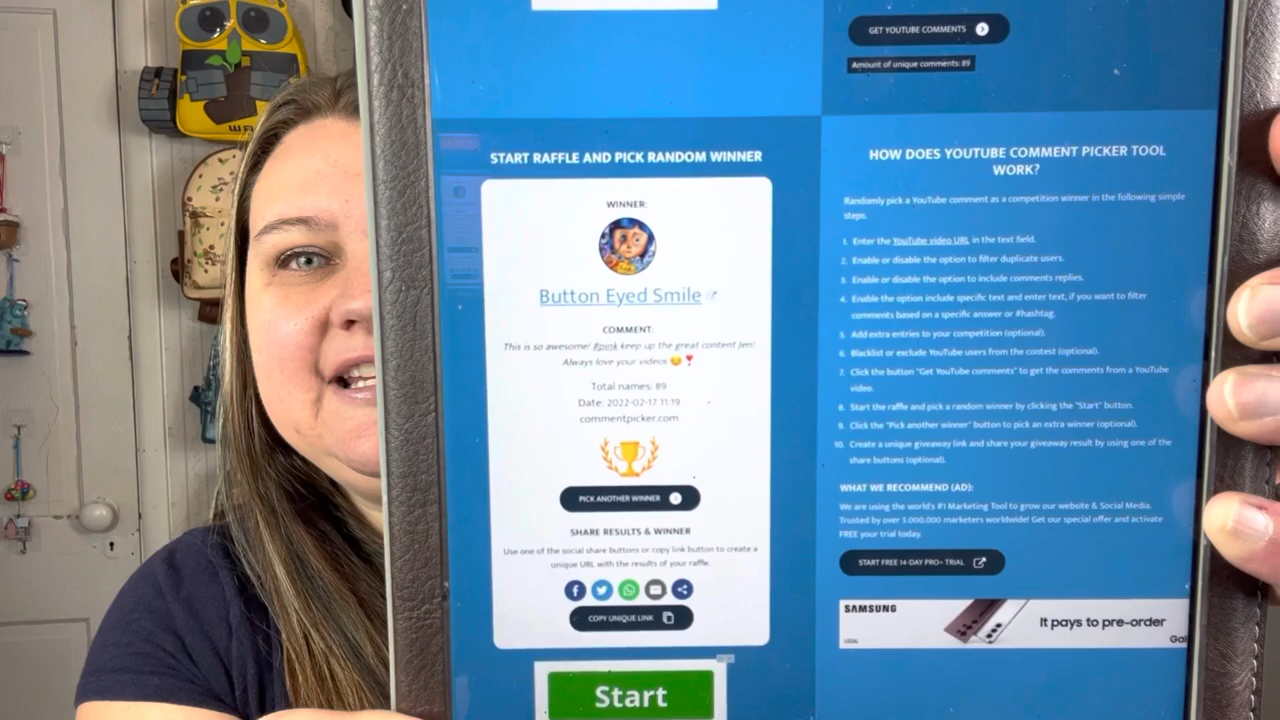 WALL
GET YOUTUBE COMMENTS
Amount of unique comments: 89
START RAFFLE AND PICK RANDOM WINNER
WINNER:
Button Eyed Smile
COMMENT:
This is so awesome! #pink keep up the great content Jen!
Always love your videos 😊❣️
Total names: 89
Date: 2022-02-17 11:19
commentpicker.com
PICK ANOTHER WINNER
SHARE RESULTS & WINNER
Use one of the social share buttons or copy link button to create a
unique URL with the results of your raffle.
COPY UNIQUE LINK
Start
HOW DOES YOUTUBE COMMENT PICKER TOOL
WORK?
Randomly pick a YouTube comment as a competition winner in the following simple
steps.
1. Enter the YouTube video URL in the text field.
2. Enable or disable the option to filter duplicate users.
3. Enable or disable the option to include comments replies.
4. Enable the option include specific text and enter text, if you want to filter
comments based on a specific answer or #hashtag.
5. Add extra entries to your competition (optional).
6. Blacklist or exclude YouTube users from the contest (optional).
7. Click the button "Get YouTube comments" to get the comments from a YouTube
video.
8. Start the raffle and pick a random winner by clicking the "Start" button.
9. Click the "Pick another winner" button to pick an extra winner (optional).
10. Create a unique giveaway link and share your giveaway result by using one of the
share buttons (optional).
WHAT WE RECOMMEND (AD):
We are using the world's #1 Marketing Tool to grow our website & Social Media.
Trusted by over 5.000.000 marketers worldwide! Get our special offer and activate
FREE your trial today.
START FREE 14-DAY PRO+ TRIAL
SAMSUNG
It pays to pre-order
LEGAL
Gal